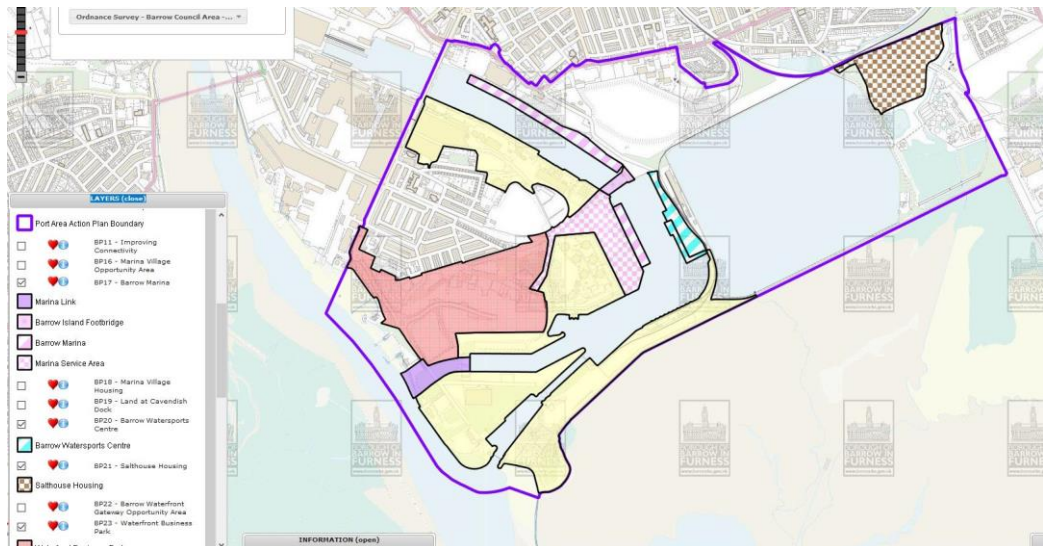 Ordnance Survey - Barrow Council Area -...
LAYERS (close)
Port Area Action Plan Boundary
BP11 - Improving
Connectivity
BP16 - Marina Village
Opportunity Area
BP17 - Barrow Marina
Marina Link
Barrow Island Footbridge
Barrow Marina
Marina Service Area
BP18 - Marina Village
Housing
BP19 - Land at Cavendish
Dock
BP20 - Barrow Watersports
Centre
Barrow Watersports Centre
BP21 - Salthouse Housing
Salthouse Housing
BP22 - Barrow Waterfront
Gateway Opportunity Area
BP23 - Waterfront Business
Park
INFORMATION (open)
BARROW IN
FURNESS